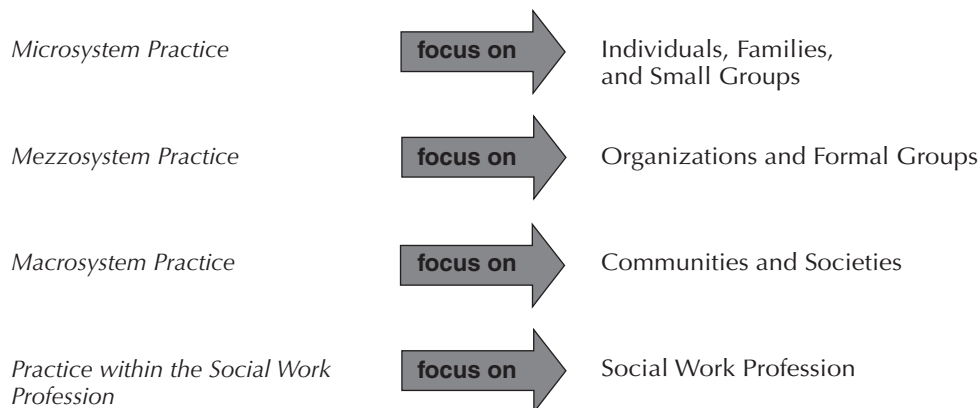 Microsystem Practice
focus on
Individuals, Families,
and Small Groups
Mezzosystem Practice
focus on
Organizations and Formal Groups
Macrosystem Practice
focus on
Communities and Societies
Practice within the Social Work
Profession
focus on
Social Work Profession